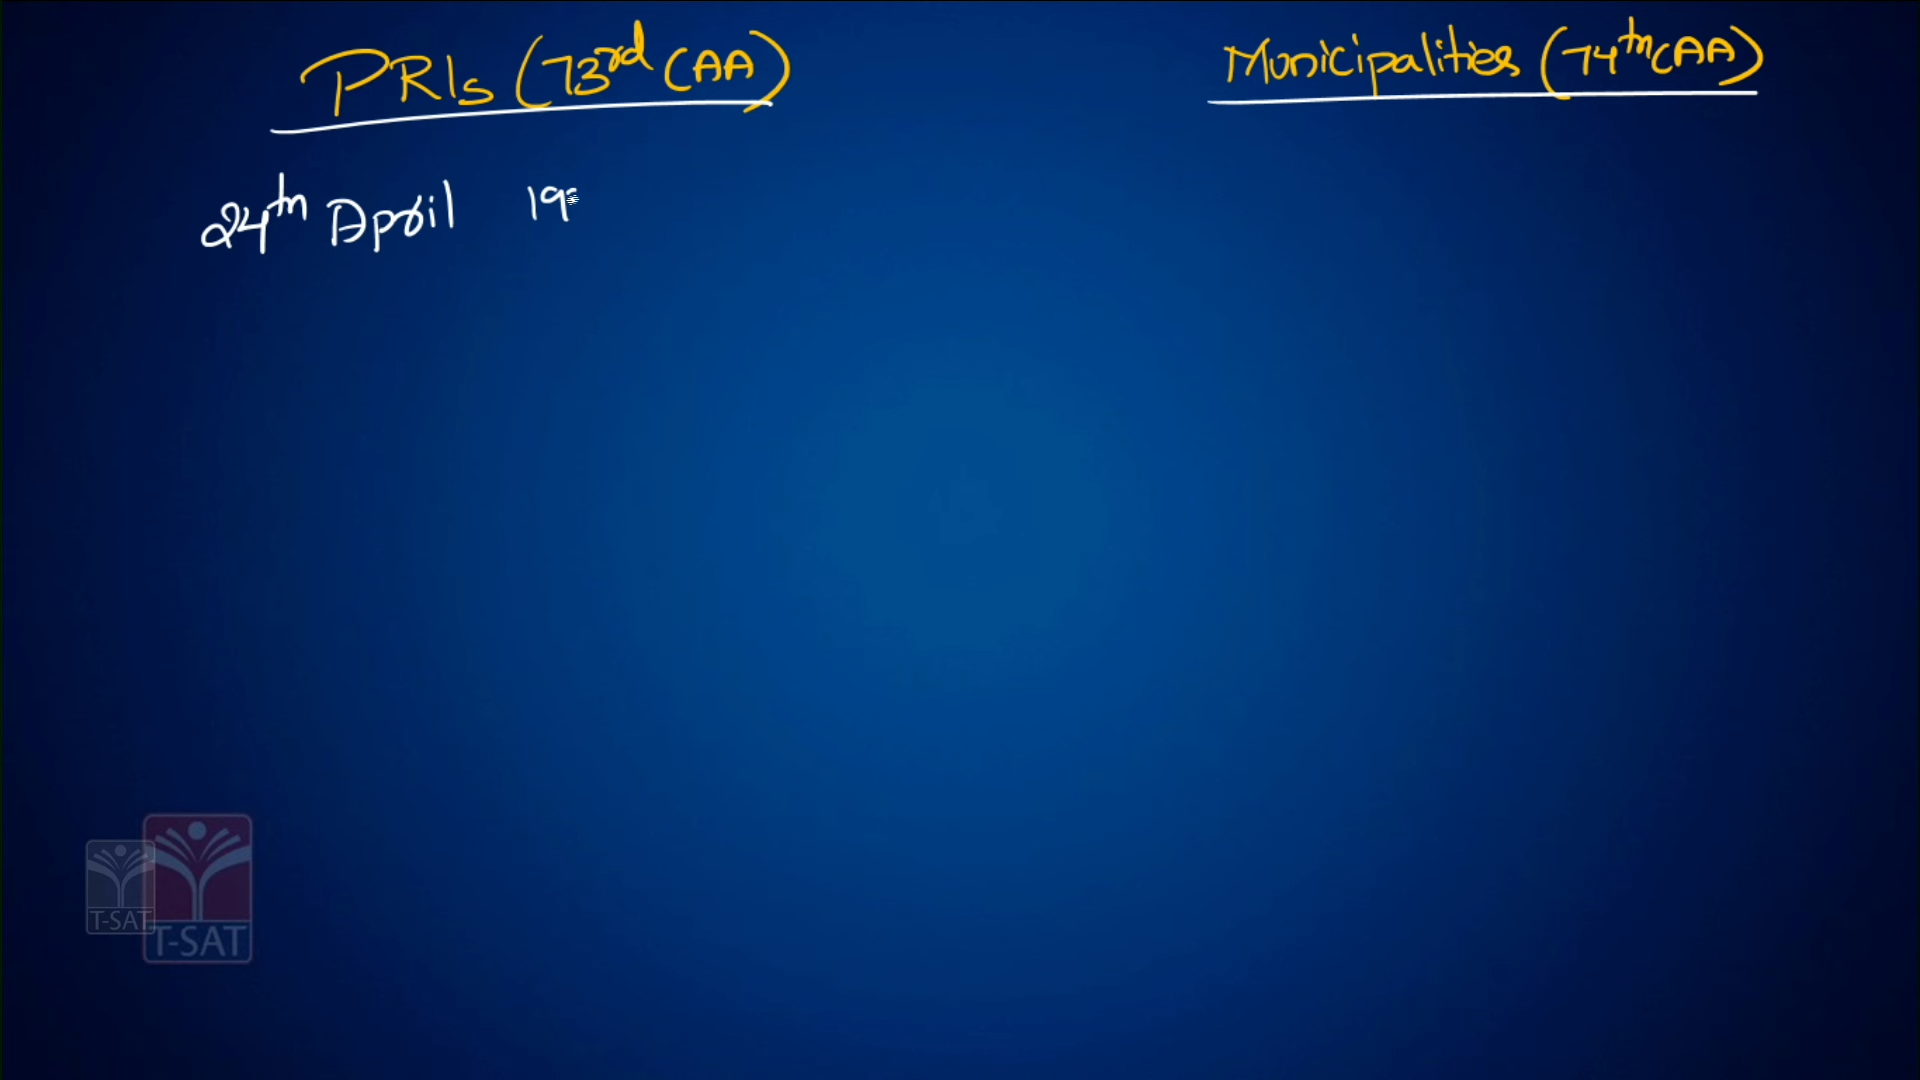 PRIs (73rd CAA)
Municipalities (74th CAA)
24th April 19
T-SAT
T-SAT